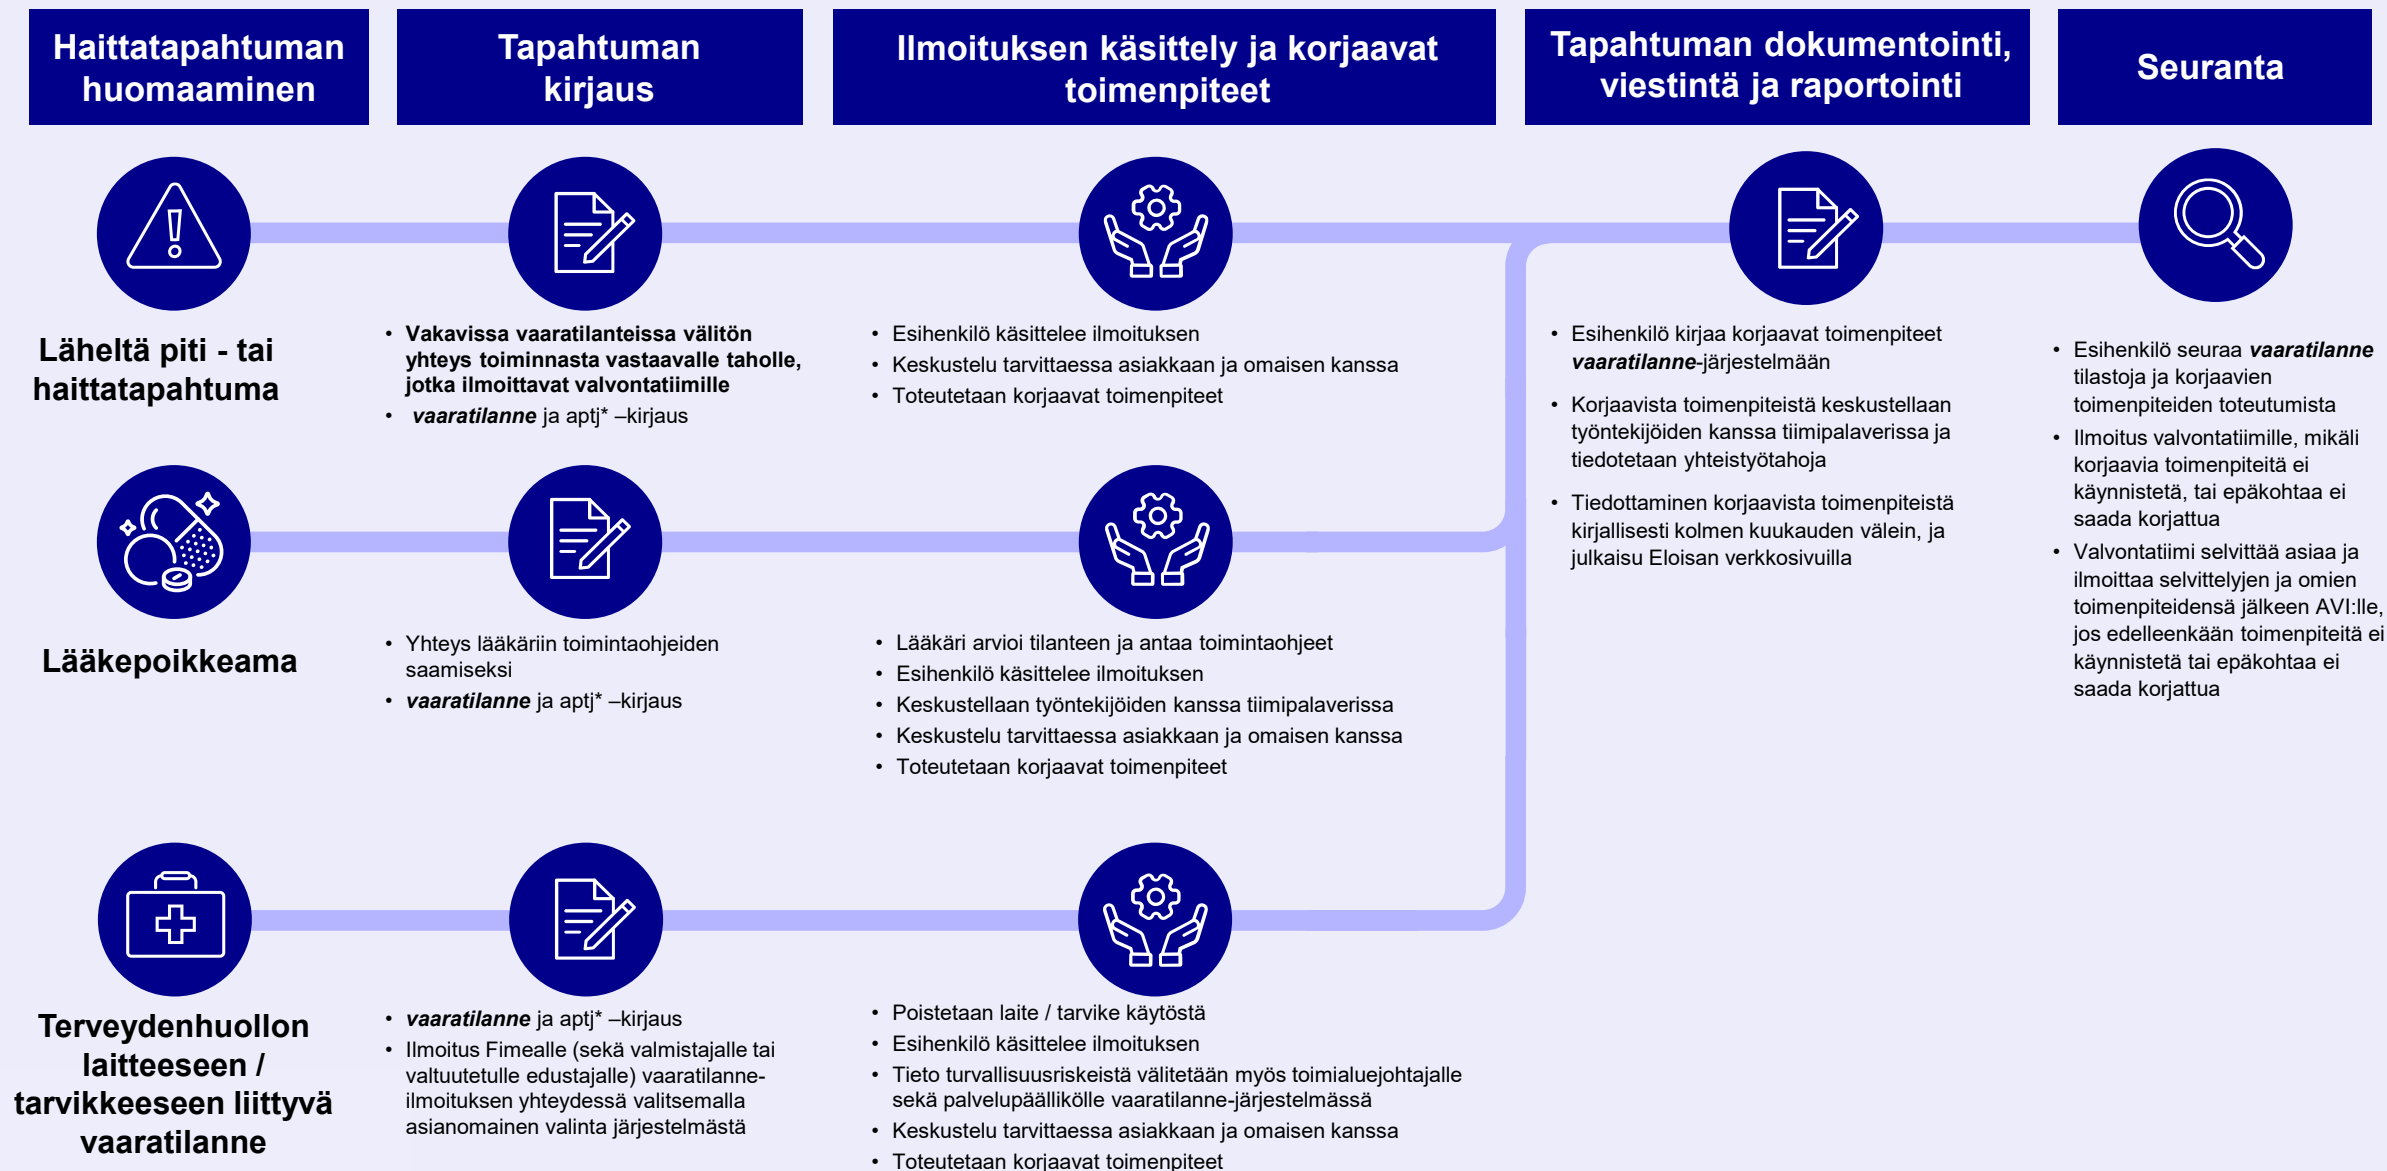 Haittatapahtuman
huomaaminen
Tapahtuman
kirjaus
Ilmoituksen käsittely ja korjaavat
toimenpiteet
Tapahtuman dokumentointi,
viestintä ja raportointi
Seuranta
Läheltä piti - tai
haittatapahtuma
• Vakavissa vaaratilanteissa välitön
yhteys toiminnasta vastaavalle taholle,
jotka ilmoittavat valvontatiimille
• vaaratilanne ja aptj* –kirjaus
• Esihenkilö käsittelee ilmoituksen
• Keskustelu tarvittaessa asiakkaan ja omaisen kanssa
• Toteutetaan korjaavat toimenpiteet
• Esihenkilö kirjaa korjaavat toimenpiteet
vaaratilanne-järjestelmään
• Korjaavista toimenpiteistä keskustellaan
työntekijöiden kanssa tiimipalaverissa ja
tiedotetaan yhteistyötahoja
• Tiedottaminen korjaavista toimenpiteistä
kirjallisesti kolmen kuukauden välein, ja
julkaisu Eloisan verkkosivuilla
• Esihenkilö seuraa vaaratilanne
tilastoja ja korjaavien
toimenpiteiden toteutumista
• Ilmoitus valvontatiimille, mikäli
korjaavia toimenpiteitä ei
käynnistetä, tai epäkohtaa ei
saada korjattua
• Valvontatiimi selvittää asiaa ja
ilmoittaa selvittelyjen ja omien
toimenpiteidensä jälkeen AVI:lle,
jos edelleenkään toimenpiteitä ei
käynnistetä tai epäkohtaa ei
saada korjattua
Lääkepoikkeama
• Yhteys lääkäriin toimintaohjeiden
saamiseksi
• vaaratilanne ja aptj* –kirjaus
• Lääkäri arvioi tilanteen ja antaa toimintaohjeet
• Esihenkilö käsittelee ilmoituksen
• Keskustellaan työntekijöiden kanssa tiimipalaverissa
• Keskustelu tarvittaessa asiakkaan ja omaisen kanssa
• Toteutetaan korjaavat toimenpiteet
Terveydenhuollon
laitteeseen /
tarvikkeeseen liittyvä
vaaratilanne
• vaaratilanne ja aptj* –kirjaus
• Ilmoitus Fimealle (sekä valmistajalle tai
valtuutetulle edustajalle) vaaratilanne-
ilmoituksen yhteydessä valitsemalla
asianomainen valinta järjestelmästä
• Poistetaan laite / tarvike käytöstä
• Esihenkilö käsittelee ilmoituksen
• Tieto turvallisuusriskeistä välitetään myös toimialuejohtajalle
sekä palvelupäällikölle vaaratilanne-järjestelmässä
• Keskustelu tarvittaessa asiakkaan ja omaisen kanssa
• Toteutetaan korjaavat toimenpiteet